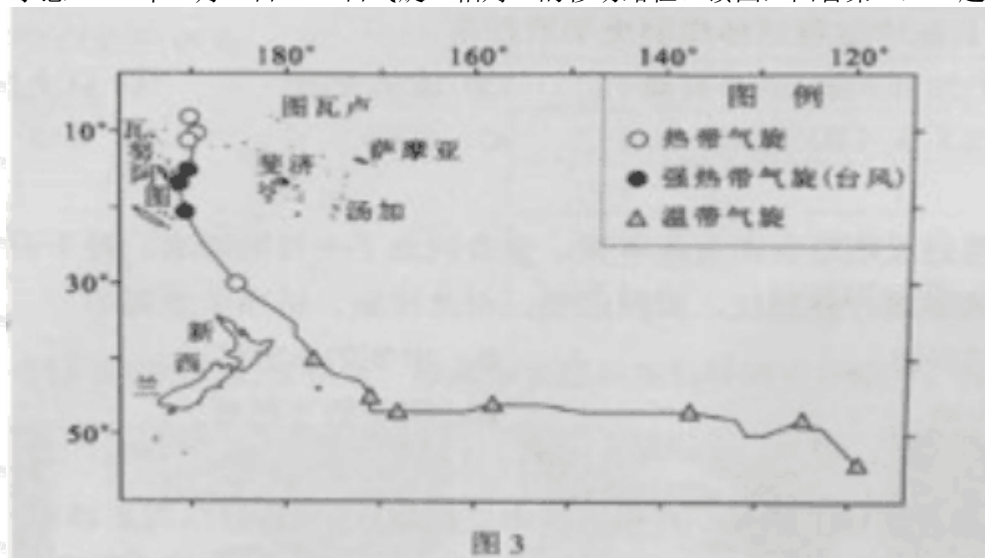 180° 160° 140° 120°
图例
图瓦卢
10°
瓦努阿图
萨摩亚
○ 热带气旋
斐济
● 强热带气旋(台风)
汤加
△ 温带气旋
30°
新西兰
50°
图3